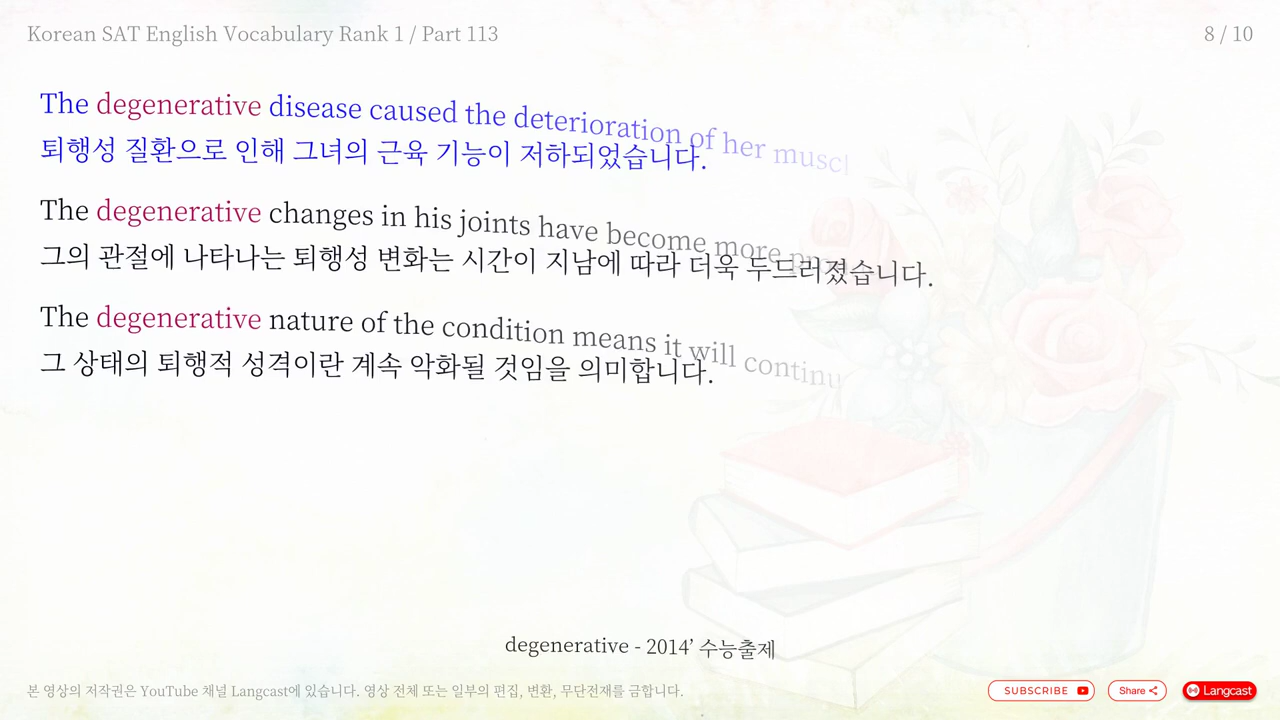 Korean SAT English Vocabulary Rank 1 / Part 113
8 / 10
The degenerative disease caused the deterioration of her
퇴행성 질환으로 인해 그녀의 근육 기능이 저하되었습니다.
The degenerative changes in his joints have become more
그의 관절에 나타나는 퇴행성 변화는 시간이 지남에 따라 더욱 두드러졌습니다.
The degenerative nature of the condition means it will
그 상태의 퇴행적 성격이란 계속 악화될 것임을 의미합니다.
degenerative - 2014’ 수능출제
본 영상의 저작권은 YouTube 채널 Langcast에 있습니다. 영상 전체 또는 일부의 편집, 변환, 무단전재를 금합니다.
SUBSCRIBE
Share
Langcast